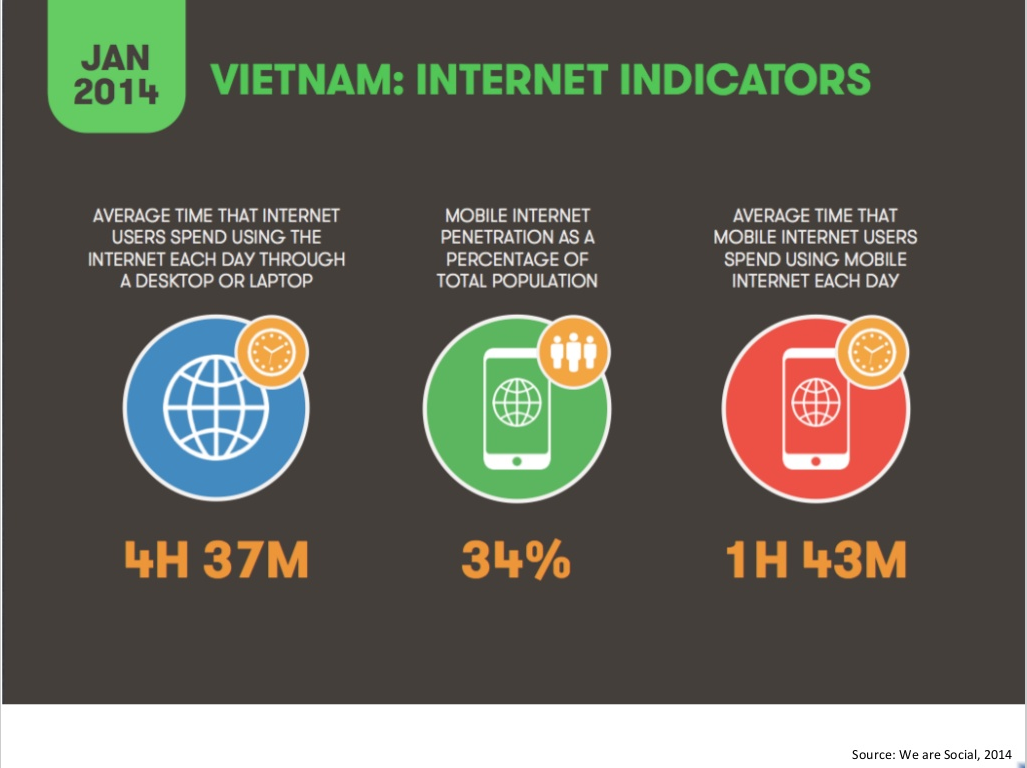 JAN
2014
VIETNAM: INTERNET INDICATORS
AVERAGE TIME THAT INTERNET
USERS SPEND USING THE
INTERNET EACH DAY THROUGH
A DESKTOP OR LAPTOP
4H 37M
MOBILE INTERNET
PENETRATION AS A
PERCENTAGE OF
TOTAL POPULATION
34%
AVERAGE TIME THAT
MOBILE INTERNET USERS
SPEND USING MOBILE
INTERNET EACH DAY
1H 43M
Source: We are Social, 2014